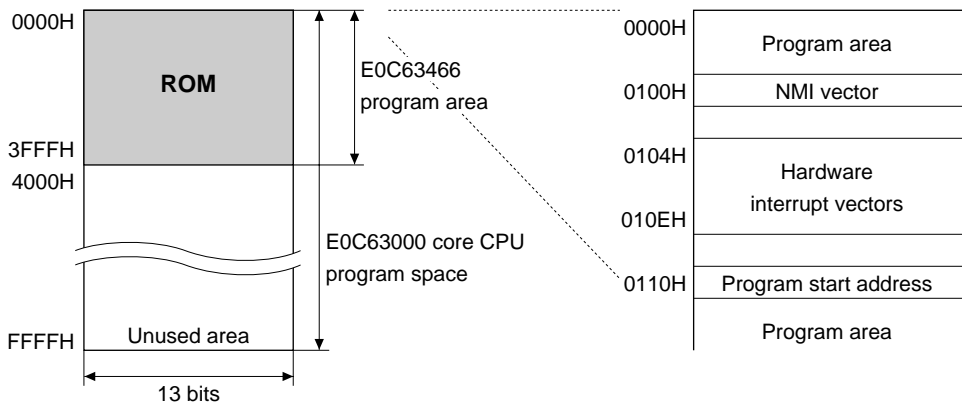 0000H
ROM
3FFFH
4000H
FFFFH
Unused area
13 bits
E0C63466
program area
E0C63000 core CPU
program space
0000H
Program area
0100H
NMI vector
0104H
Hardware
interrupt vectors
010EH
0110H
Program start address
Program area